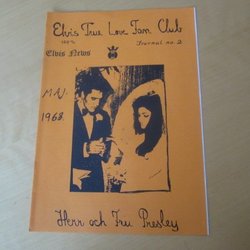 Elvis True Love Fan Club
100%
Journal no. 2
Elvis News
MAJ.
1968.
Herr och Fru Presley